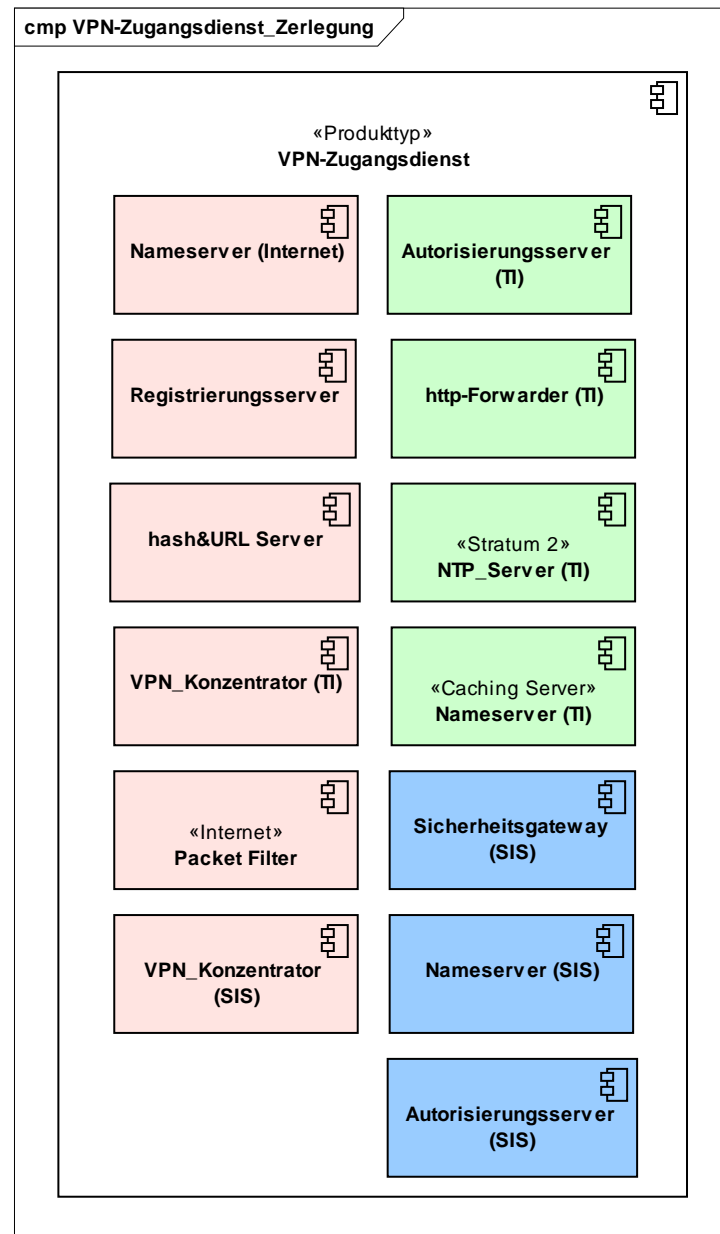 cmp VPN-Zugangsdienst_Zerlegung
«Produkttyp»
VPN-Zugangsdienst
Nameserver (Internet)
Autorisierungsserver
(TI)
Registrierungsserver
http-Forwarder (TI)
hash&URL Server
«Stratum 2»
NTP_Server (TI)
VPN_Konzentrator (TI)
«Caching Server»
Nameserver (TI)
«Internet»
Packet Filter
Sicherheitsgateway
(SIS)
VPN_Konzentrator
(SIS)
Nameserver (SIS)
Autorisierungsserver
(SIS)